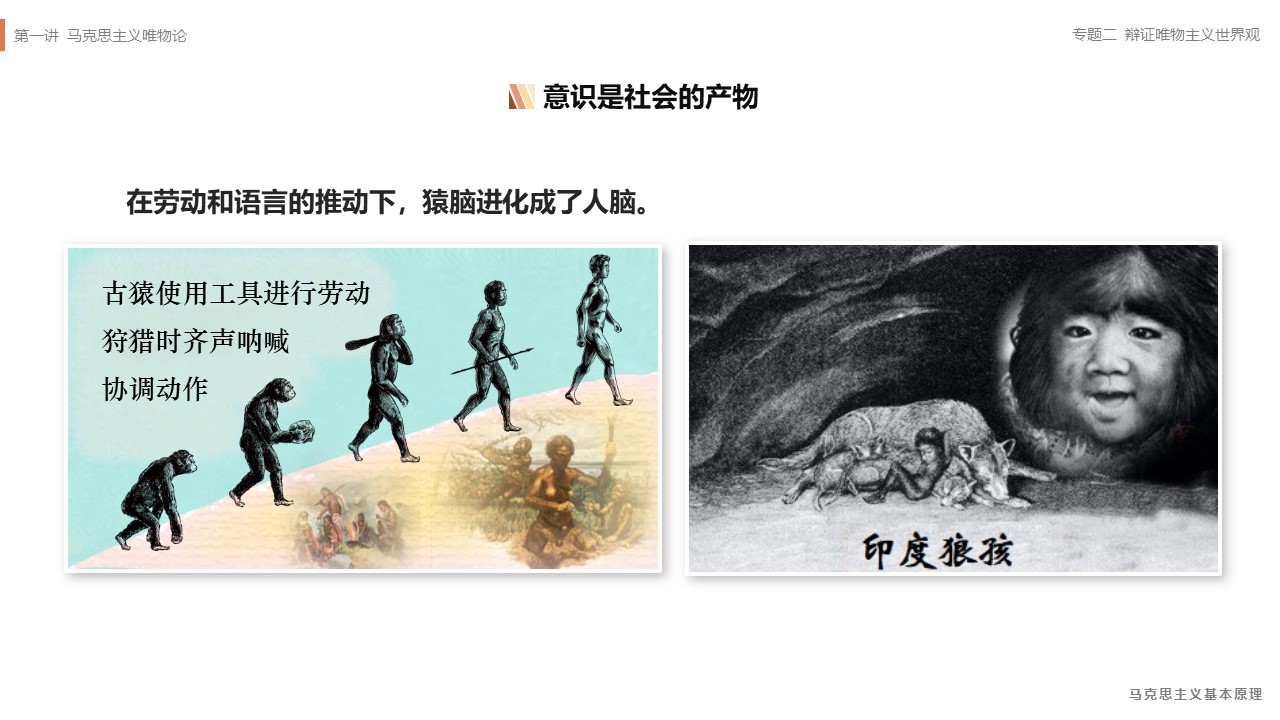 第一讲 马克思主义唯物论
专题二 辩证唯物主义世界观
意识是社会的产物
在劳动和语言的推动下，猿脑进化成了人脑。
古猿使用工具进行劳动
狩猎时齐声呐喊
协调动作
印度狼孩
马克思主义基本原理